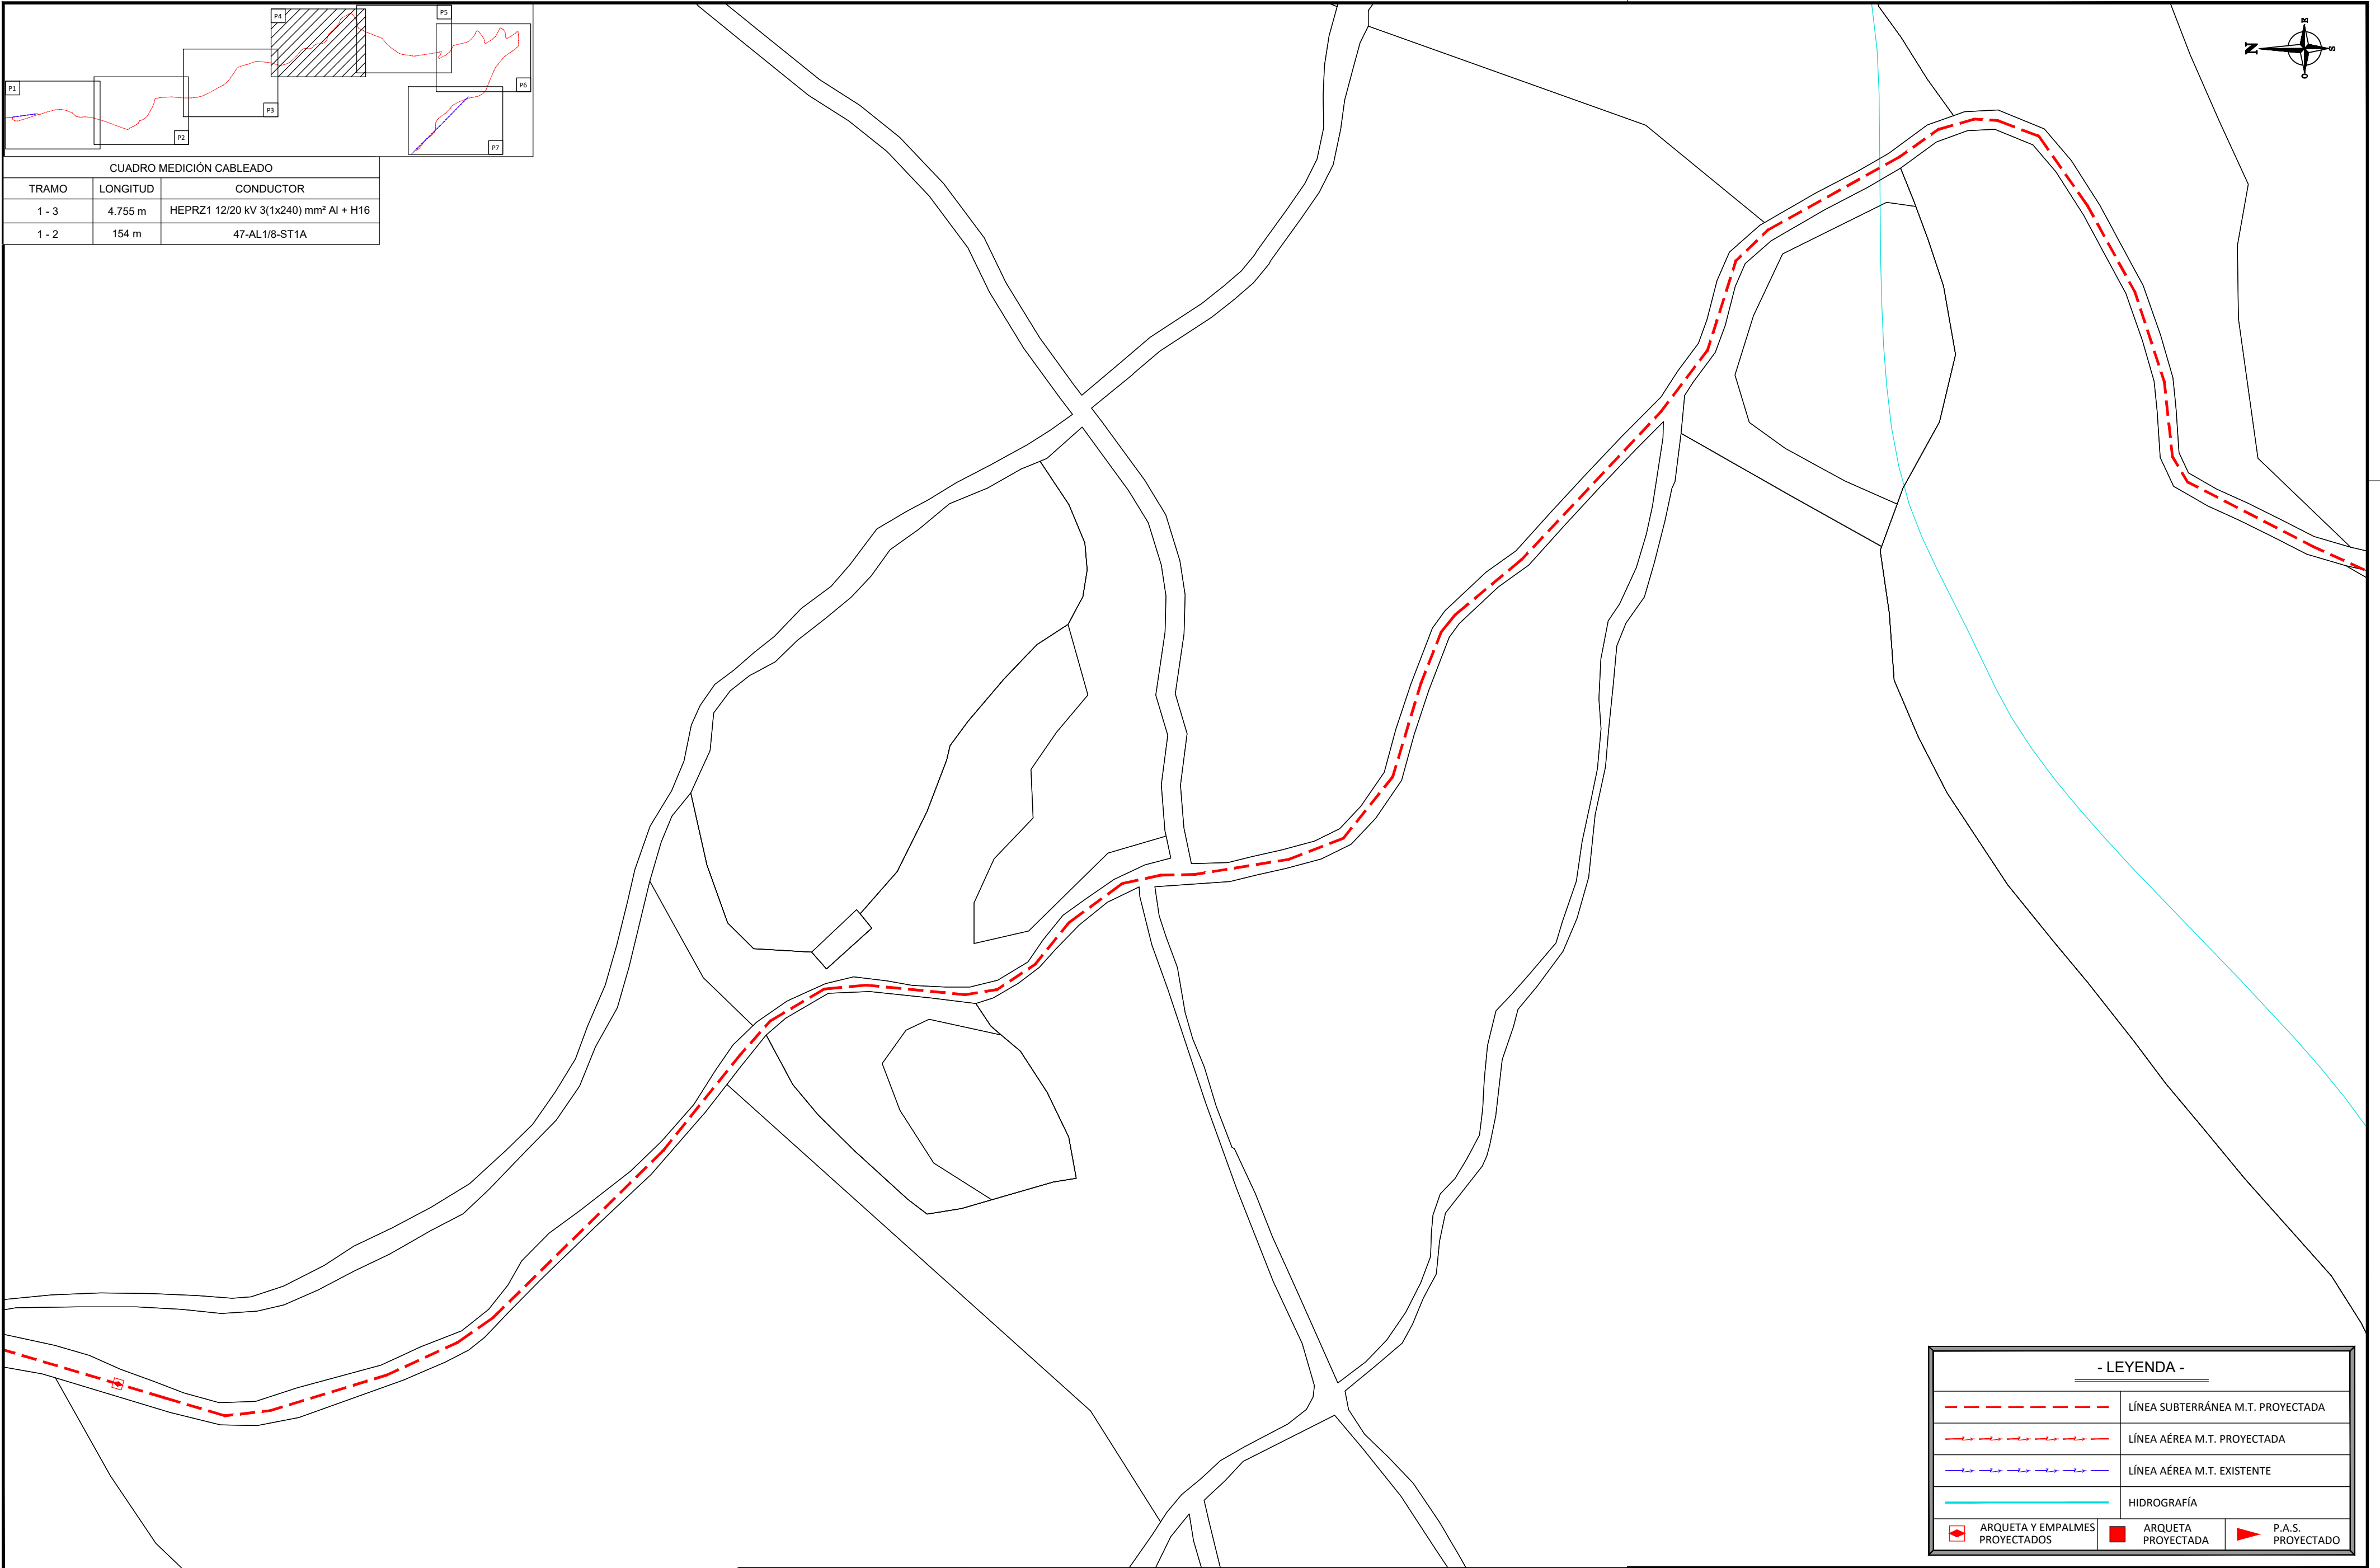 P1
P2
P3
P4
P5
P6
P7
N
S
O
CUADRO MEDICIÓN CABLEADO
TRAMO LONGITUD CONDUCTOR
1 - 3 4.755 m HEPRZ1 12/20 kV 3(1x240) mm² Al + H16
1 - 2 154 m 47-AL1/8-ST1A
- LEYENDA -
LÍNEA SUBTERRÁNEA M.T. PROYECTADA
LÍNEA AÉREA M.T. PROYECTADA
LÍNEA AÉREA M.T. EXISTENTE
HIDROGRAFÍA
ARQUETA Y EMPALMES
PROYECTADOS
ARQUETA
PROYECTADA
P.A.S.
PROYECTADO